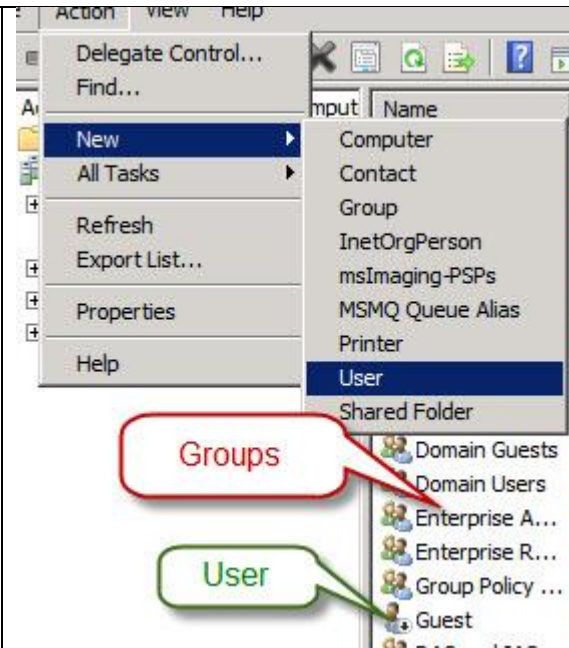 Action View Help
Delegate Control...
Find...
mput Name
New
All Tasks
Refresh
Export List...
Properties
Help
Computer
Contact
Group
InetOrgPerson
msImaging-PSPs
MSMQ Queue Alias
Printer
User
Shared Folder
Groups
User
Domain Guests
Domain Users
Enterprise A...
Enterprise R...
Group Policy ...
Guest